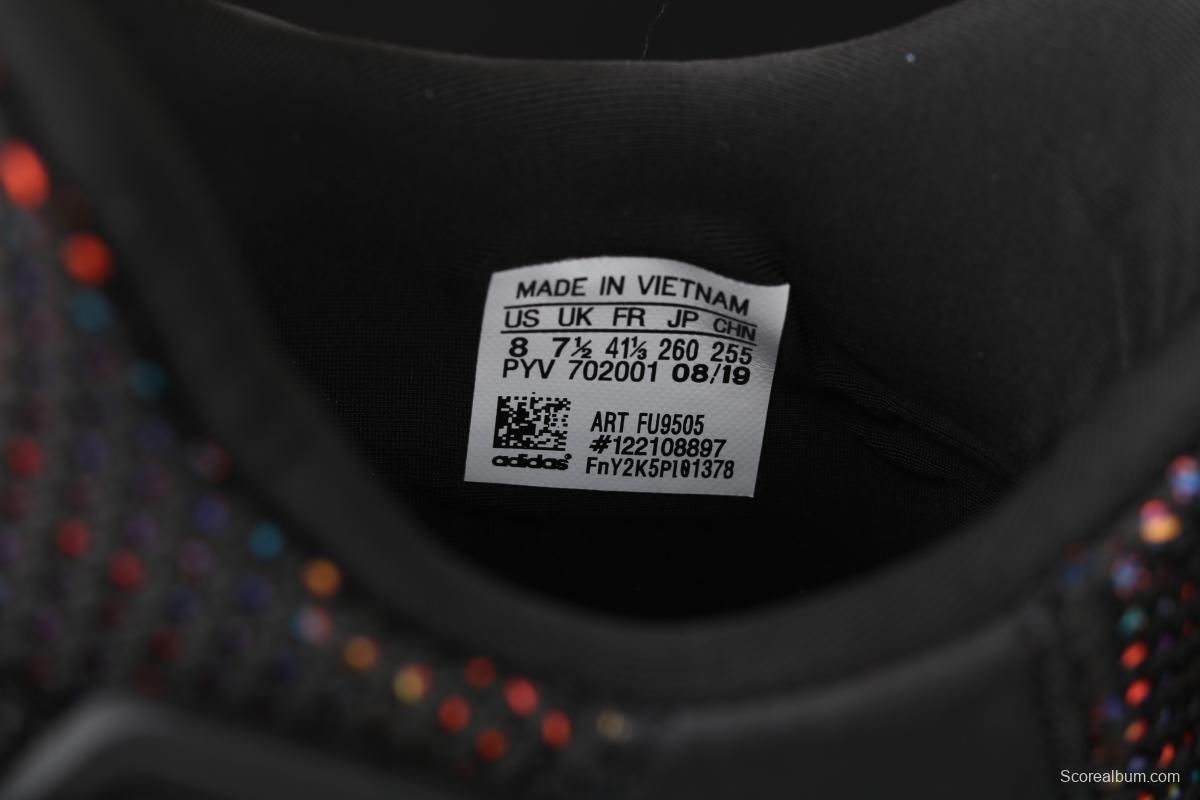 MADE IN VIETNAM
US UK FR JP CHN
8 7½ 41⅓ 260 255
PYV 702001 08/19
ART FU9505
#122108897
adidas
FnY2K5PI01378
Scorealbum.com